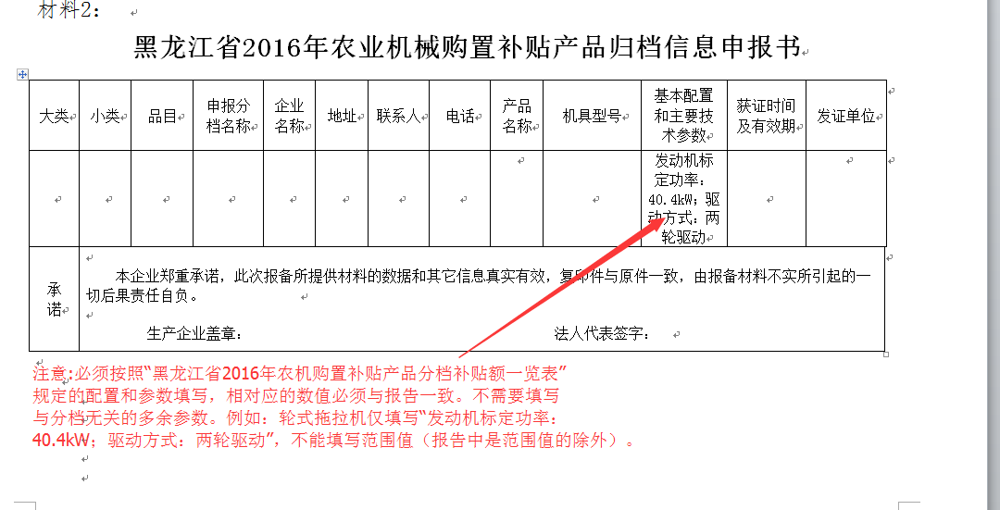 材料2：
黑龙江省2016年农业机械购置补贴产品归档信息申报书
大类 小类 品目 申报分档名称 企业名称 地址 联系人 电话 产品名称 机具型号 基本配置和主要技术参数 获证时间及有效期 发证单位
发动机标
定功率：
40.4kW；驱
动方式：两
轮驱动
承诺
本企业郑重承诺，此次报备所提供材料的数据和其它信息真实有效，复印件与原件一致，由报备材料不实所引起的一
切后果责任自负。
生产企业盖章： 法人代表签字：
注意:必须按照“黑龙江省2016年农机购置补贴产品分档补贴额一览表”
规定的配置和参数填写，相对应的数值必须与报告一致。不需要填写
与分档无关的多余参数。例如：轮式拖拉机仅填写“发动机标定功率：
40.4kW；驱动方式：两轮驱动”，不能填写范围值（报告中是范围值的除外）。